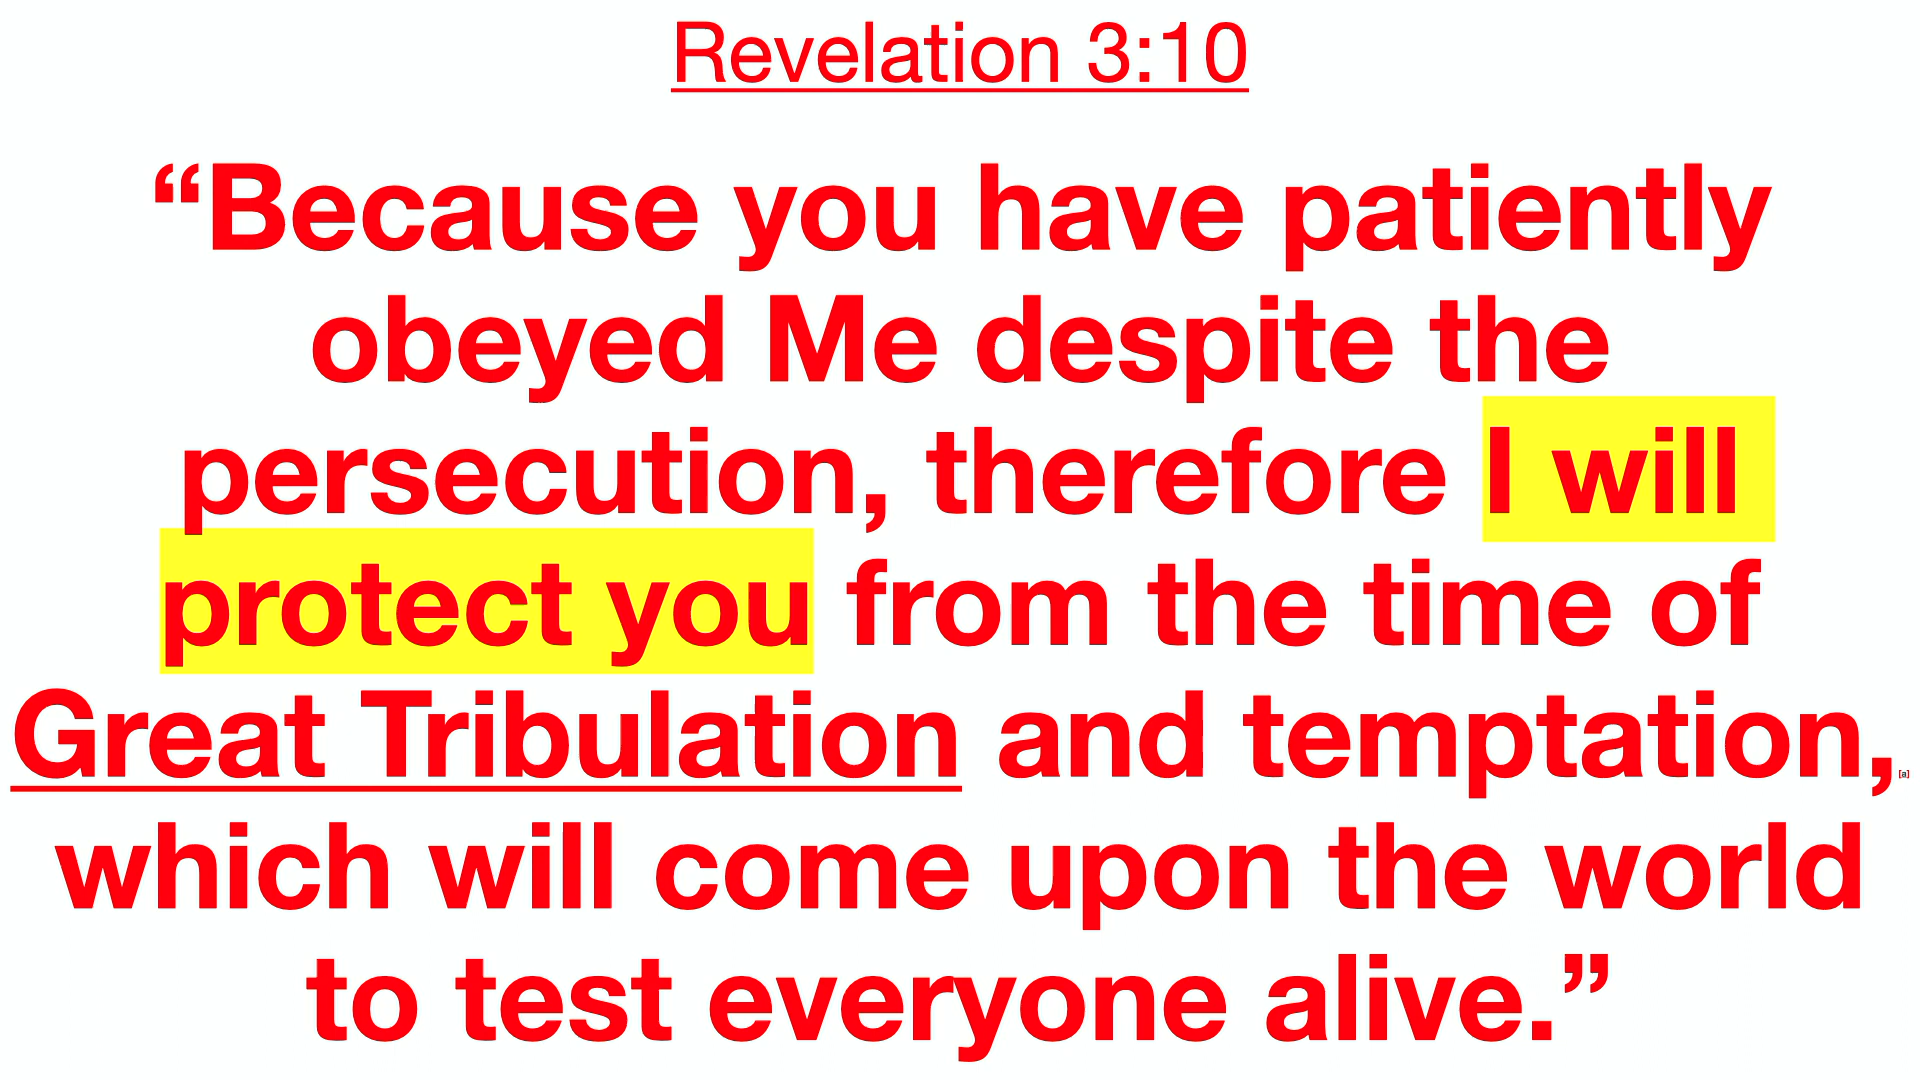 Revelation 3:10
“Because you have patiently
obeyed Me despite the
persecution, therefore I will
protect you from the time of
Great Tribulation and temptation,[a]
which will come upon the world
to test everyone alive.”